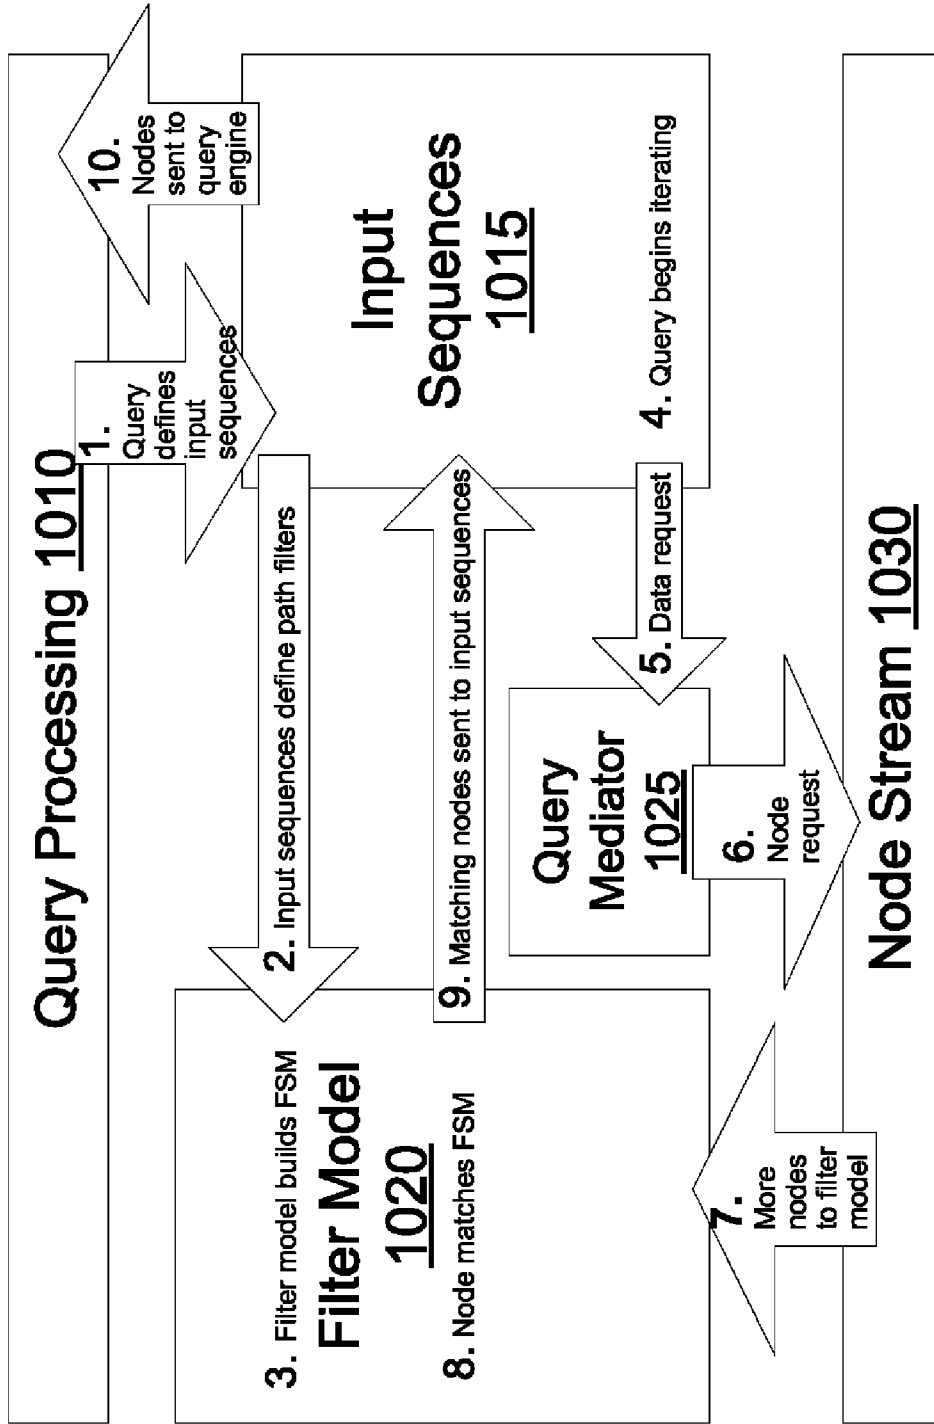 Query Processing 1010
1.
Query
defines
input
sequences
10.
Nodes
sent to
query
engine
2. Input sequences define path filters
3. Filter model builds FSM
Filter Model
1020
8. Node matches FSM
9. Matching nodes sent to input sequences
Input
Sequences
1015
4. Query begins iterating
5. Data request
Query
Mediator
1025
6.
Node
request
7.
More
nodes
to filter
model
Node Stream 1030